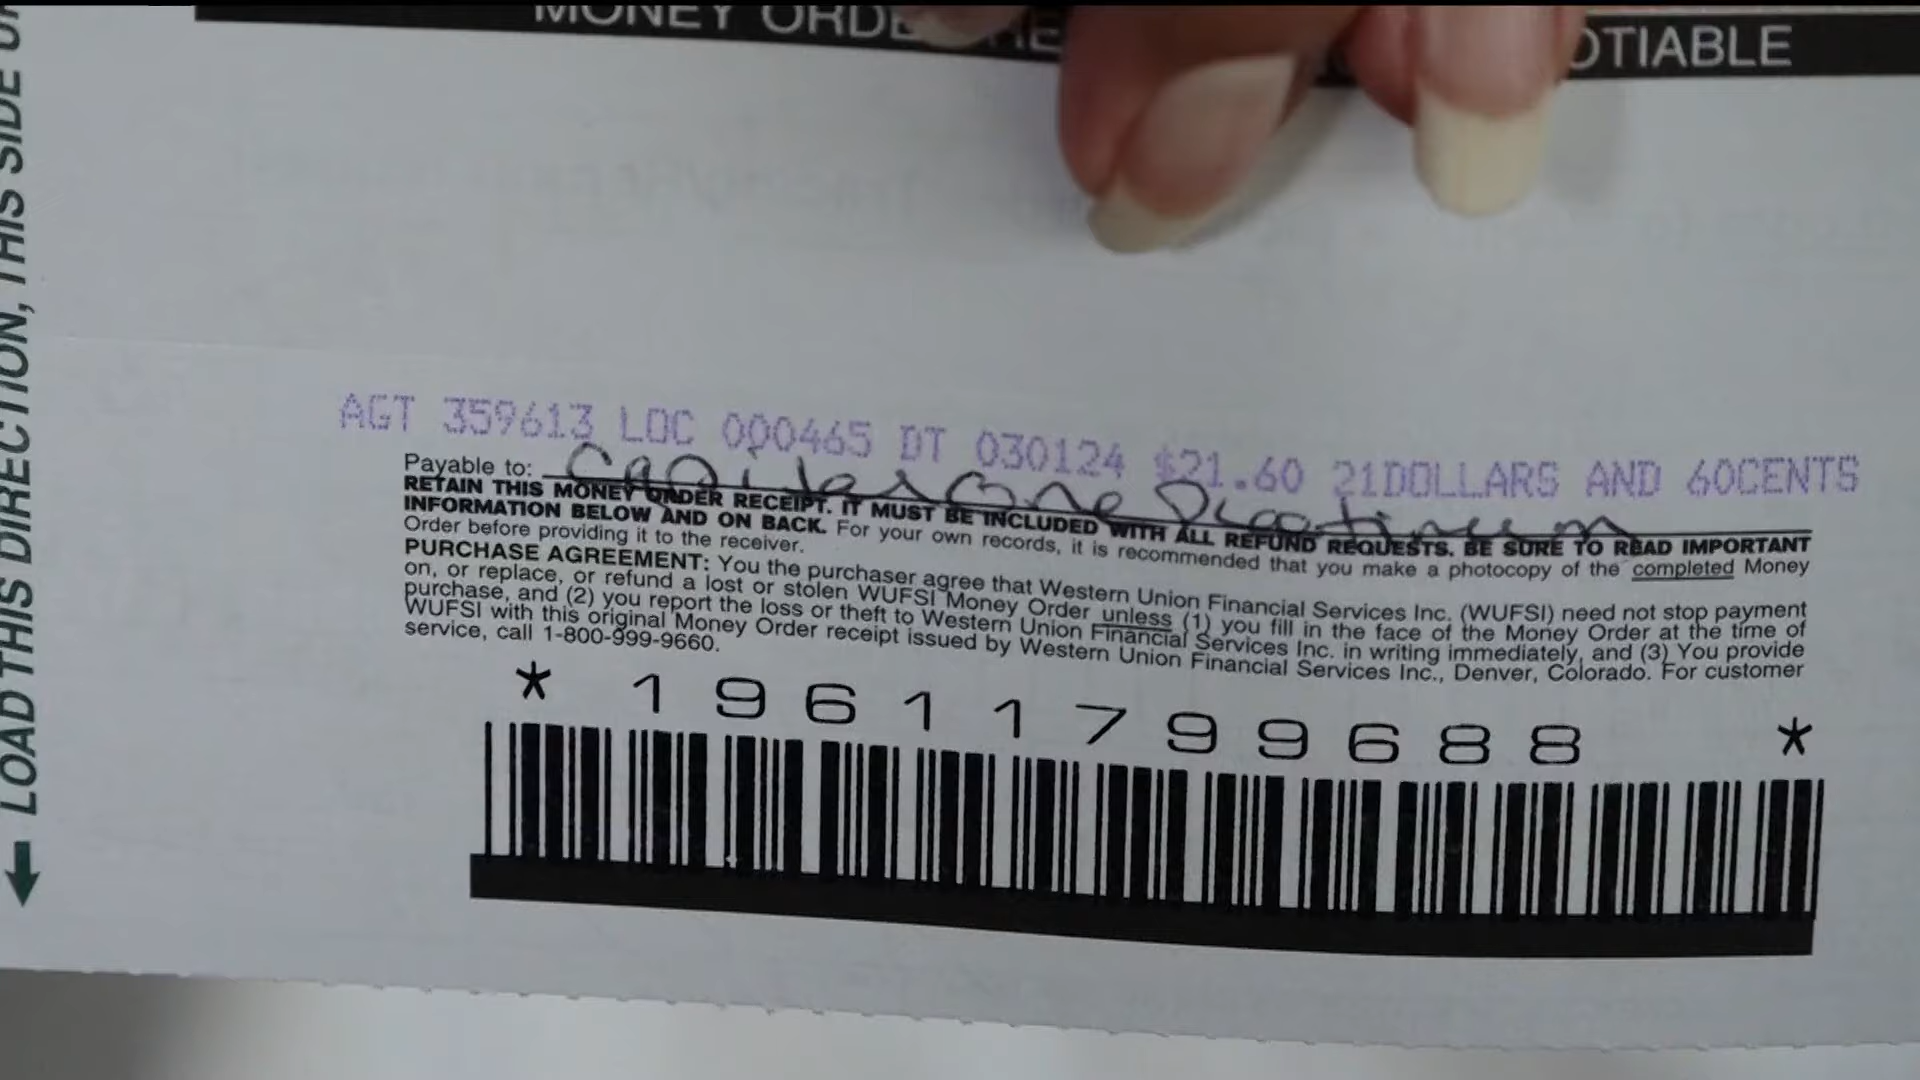 MONEY ORDE RE OTIABLE
LOAD THIS DIRECTION, THIS SIDE U
AGT 359613 LOC 000465 DT 030124 $21.60 21DOLLARS AND 60CENTS
Payable to: Capital One Platinum
RETAIN THIS MONEY ORDER RECEIPT. IT MUST BE INCLUDED WITH ALL REFUND REQUESTS. BE SURE TO READ IMPORTANT
INFORMATION BELOW AND ON BACK. For your own records, it is recommended that you make a photocopy of the completed Money
Order before providing it to the receiver.
PURCHASE AGREEMENT: You the purchaser agree that Western Union Financial Services Inc. (WUFSI) need not stop payment
on, or replace, or refund a lost or stolen WUFSI Money Order unless (1) you fill in the face of the Money Order at the time of
purchase, and (2) you report the loss or theft to Western Union Financial Services Inc. in writing immediately, and (3) You provide
WUFSI with this original Money Order receipt issued by Western Union Financial Services Inc., Denver, Colorado. For customer
service, call 1-800-999-9660.
* 19611799688 *